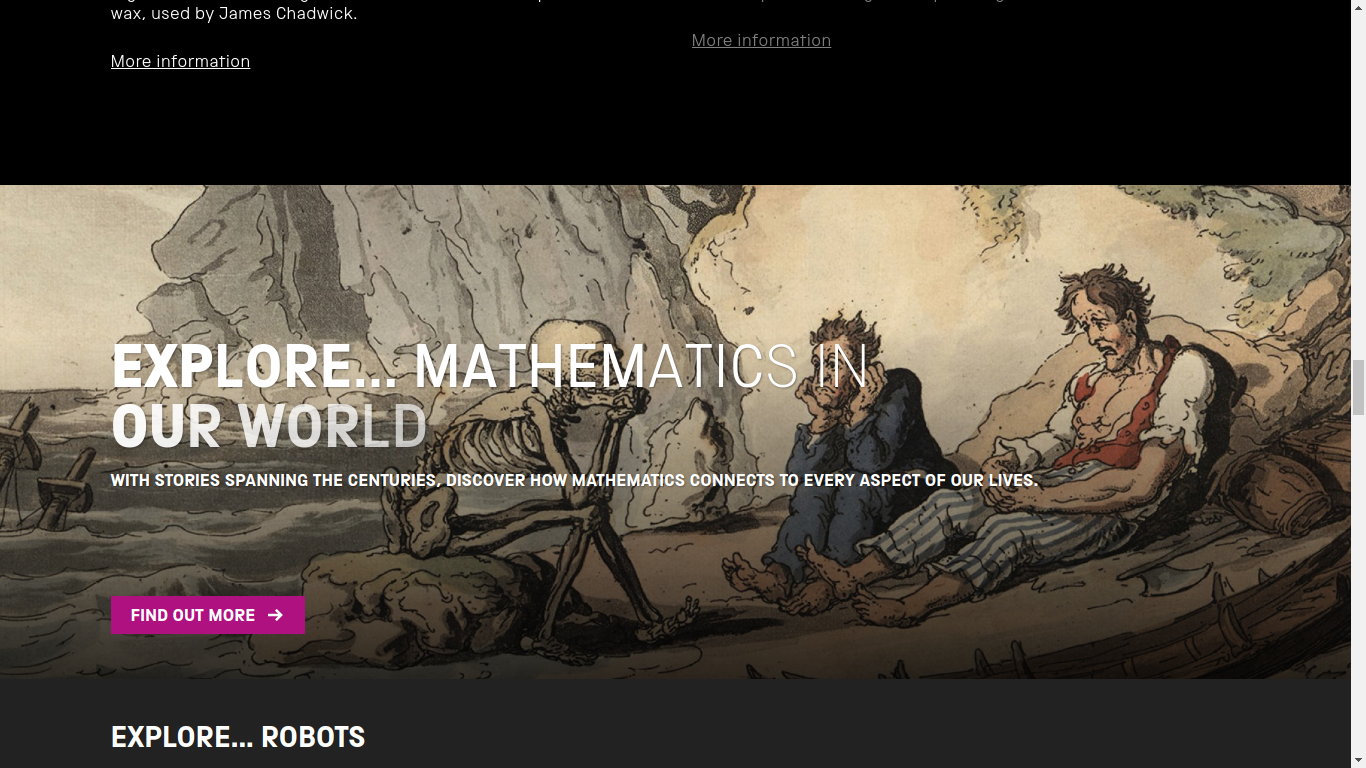 wax, used by James Chadwick.
More information
More information
EXPLORE... MATHEMATICS IN
OUR WORLD
WITH STORIES SPANNING THE CENTURIES, DISCOVER HOW MATHEMATICS CONNECTS TO EVERY ASPECT OF OUR LIVES.
FIND OUT MORE →
EXPLORE... ROBOTS